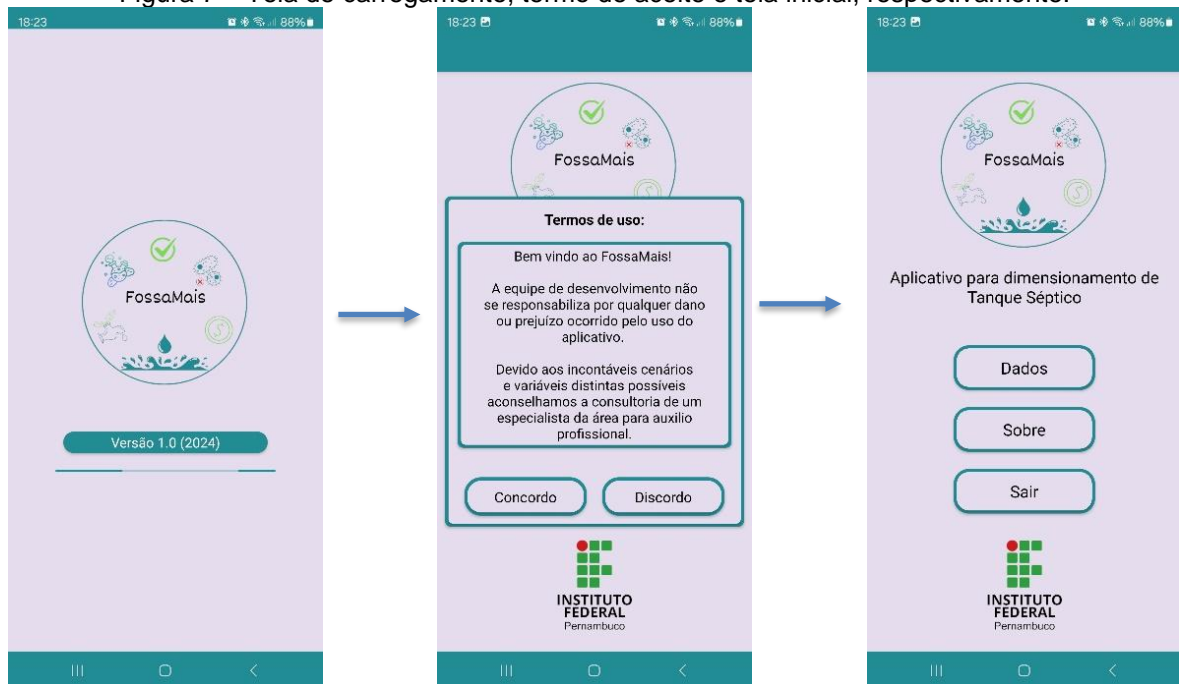 18:23
88%
FossaMais
Versão 1.0 (2024)
18:23
88%
FossaMais
Termos de uso:
Bem vindo ao FossaMais!
A equipe de desenvolvimento não
se responsabiliza por qualquer dano
ou prejuízo ocorrido pelo uso do
aplicativo.
Devido aos incontáveis cenários
e variáveis distintas possíveis
aconselhamos a consultoria de um
especialista da área para auxilio
profissional.
Concordo
Discordo
INSTITUTO
FEDERAL
Pernambuco
18:23
88%
FossaMais
Aplicativo para dimensionamento de
Tanque Séptico
Dados
Sobre
Sair
INSTITUTO
FEDERAL
Pernambuco